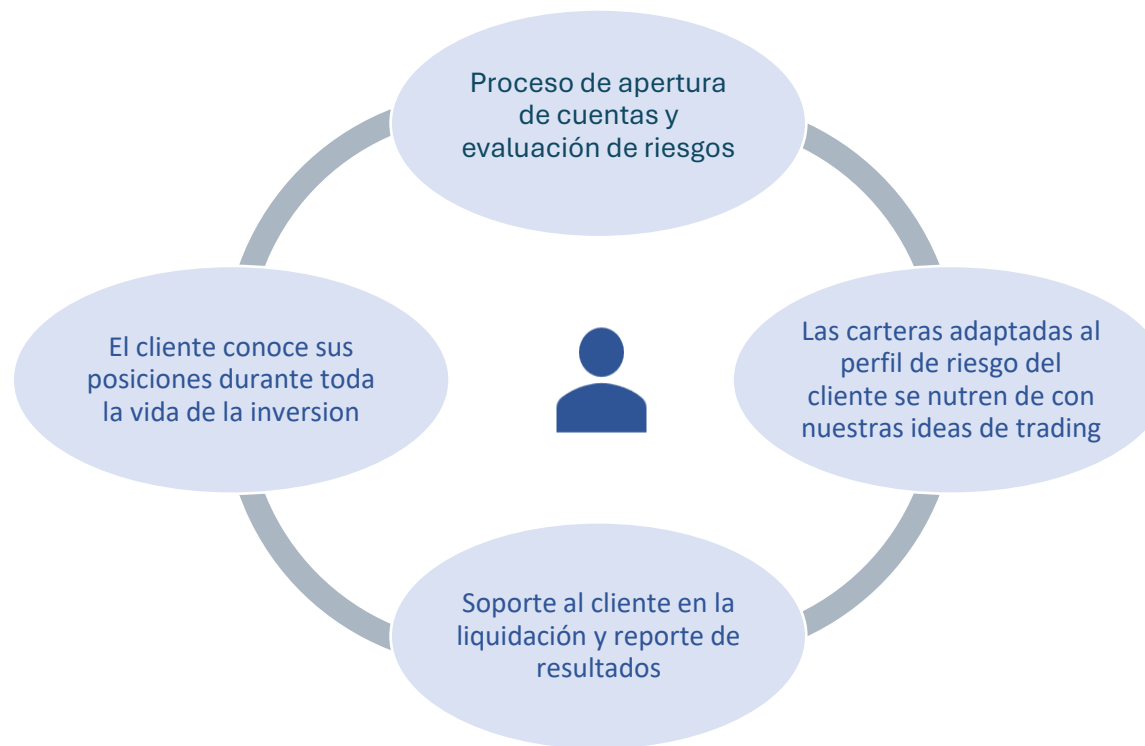 Proceso de apertura
de cuentas y
evaluación de riesgos
El cliente conoce sus
posiciones durante toda
la vida de la inversion
Las carteras adaptadas al
perfil de riesgo del
cliente se nutren de con
nuestras ideas de trading
Soporte al cliente en la
liquidación y reporte de
resultados